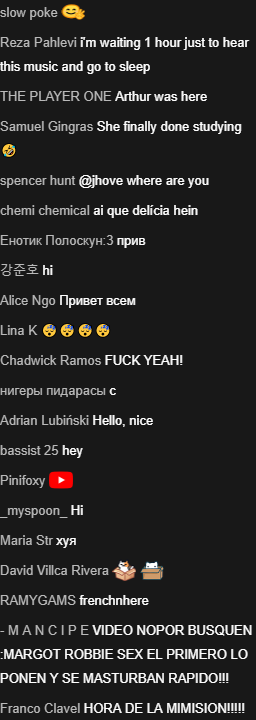 slow poke 😋
Reza Pahlevi i'm waiting 1 hour just to hear
this music and go to sleep
THE PLAYER ONE Arthur was here
Samuel Gingras She finally done studying
🤣
spencer hunt @jhove where are you
chemi chemical ai que delícia hein
Енотик Полоскун:3 прив
강준호 hi
Alice Ngo Привет всем
Lina K 😴😴😴😴
Chadwick Ramos FUCK YEAH!
нигеры пидарасы с
Adrian Lubiński Hello, nice
bassist 25 hey
Pinifoxy
_myspoon_ Hi
Maria Str хуя
David Villca Rivera
RAMYGAMS frenchnhere
- M A N C I P E VIDEO NOPOR BUSQUEN
:MARGOT ROBBIE SEX EL PRIMERO LO
PONEN Y SE MASTURBAN RAPIDO!!!
Franco Clavel HORA DE LA MIMISION!!!!!